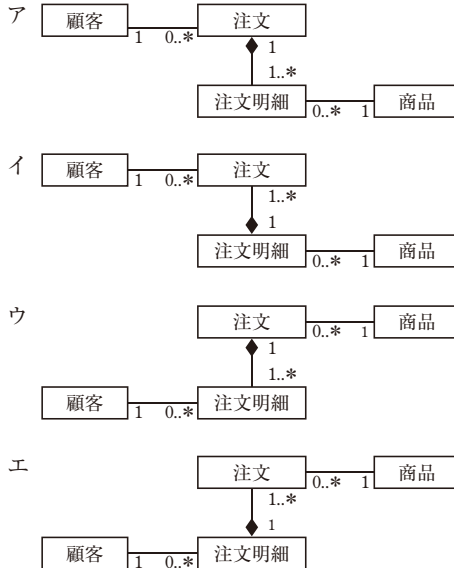 ア 顧客 注文
1 0..* 1
1..*
注文明細 商品
0..* 1
イ 顧客 注文
1 0..* 1..*
1
注文明細 商品
0..* 1
ウ 注文 商品
1 0..* 1
1..*
顧客 注文明細
1 0..*
エ 注文 商品
1..* 0..* 1
1
顧客 注文明細
1 0..*